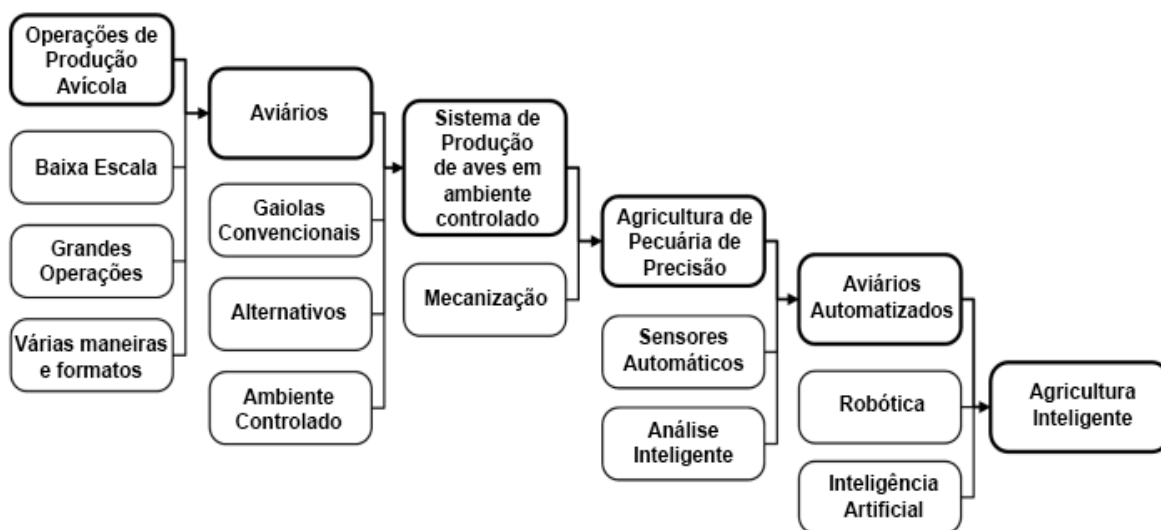 Operações de
Produção
Avícola
Baixa Escala
Grandes
Operações
Várias maneiras
e formatos
Aviários
Gaiolas
Convencionais
Alternativos
Ambiente
Controlado
Sistema de
Produção
de aves em
ambiente
controlado
Mecanização
Agricultura de
Pecuária de
Precisão
Sensores
Automáticos
Análise
Inteligente
Aviários
Automatizados
Robótica
Inteligência
Artificial
Agricultura
Inteligente